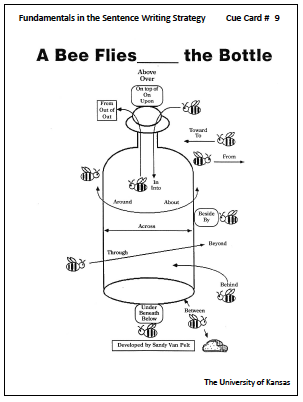 Fundamentals in the Sentence Writing Strategy Cue Card # 9
A Bee Flies_____ the Bottle
Above
Over
On top of
On
Upon
From
Out of
Out
Toward
To
From
In
Into
Around About
Beside
By
Across
Through
Beyond
Behind
Under
Beneath
Below
Between
Developed by Sandy Van Pelt
The University of Kansas